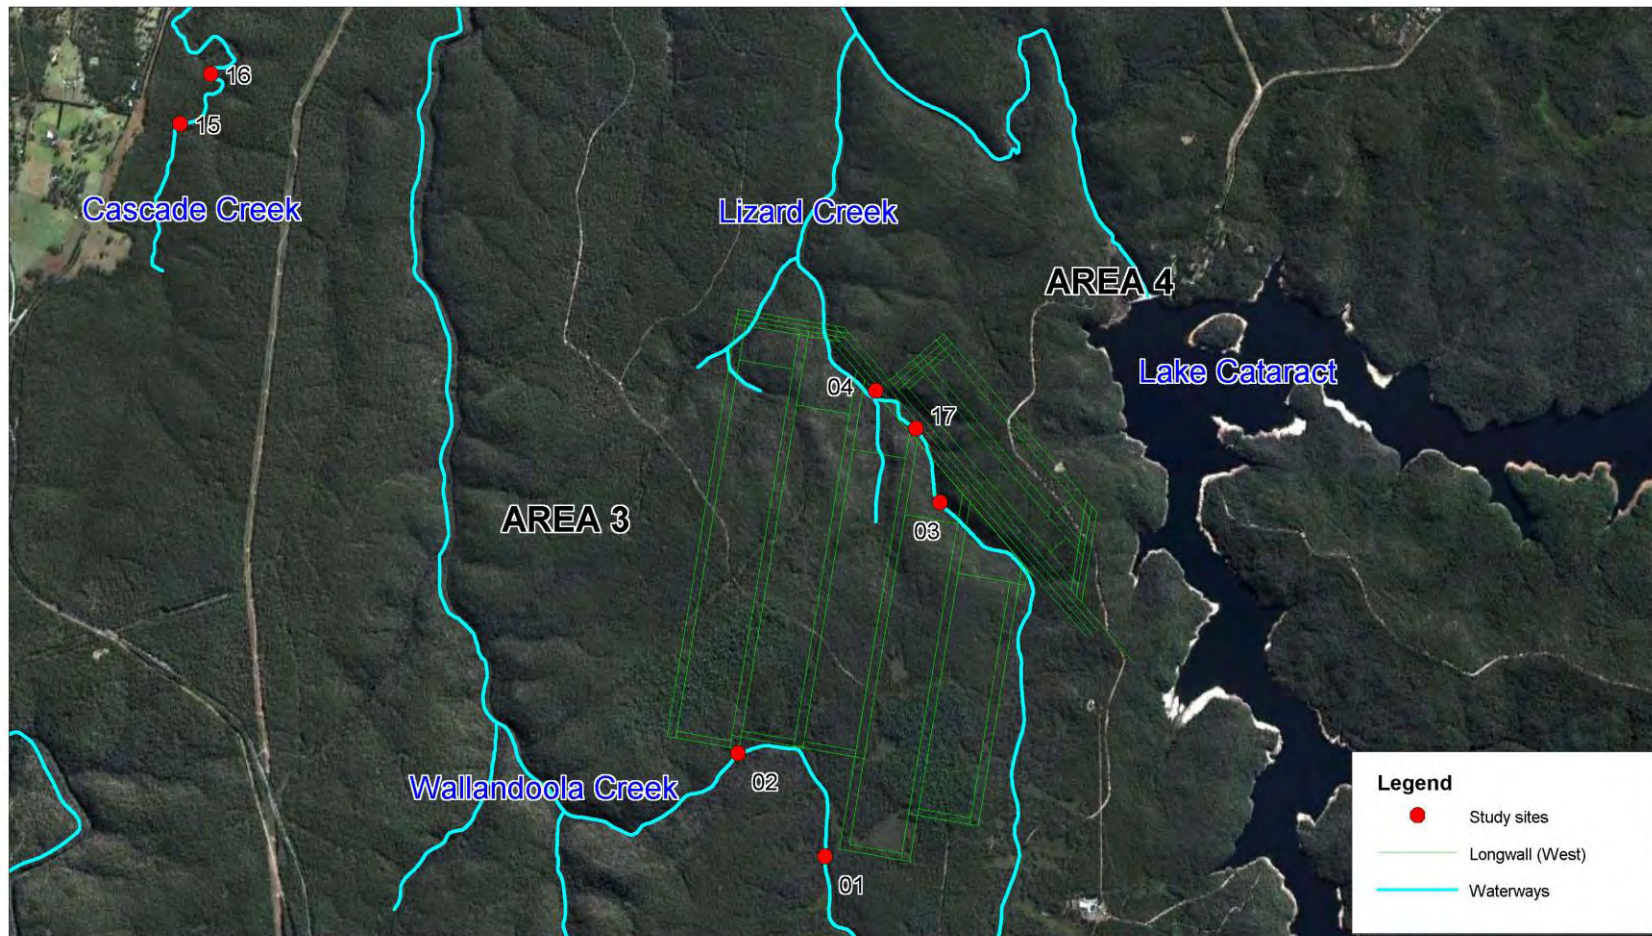 16
15
Cascade Creek
Lizard Creek
AREA 4
Lake Cataract
04
17
AREA 3
03
Wallandoola Creek
02
01
Legend
Study sites
Longwall (West)
Waterways